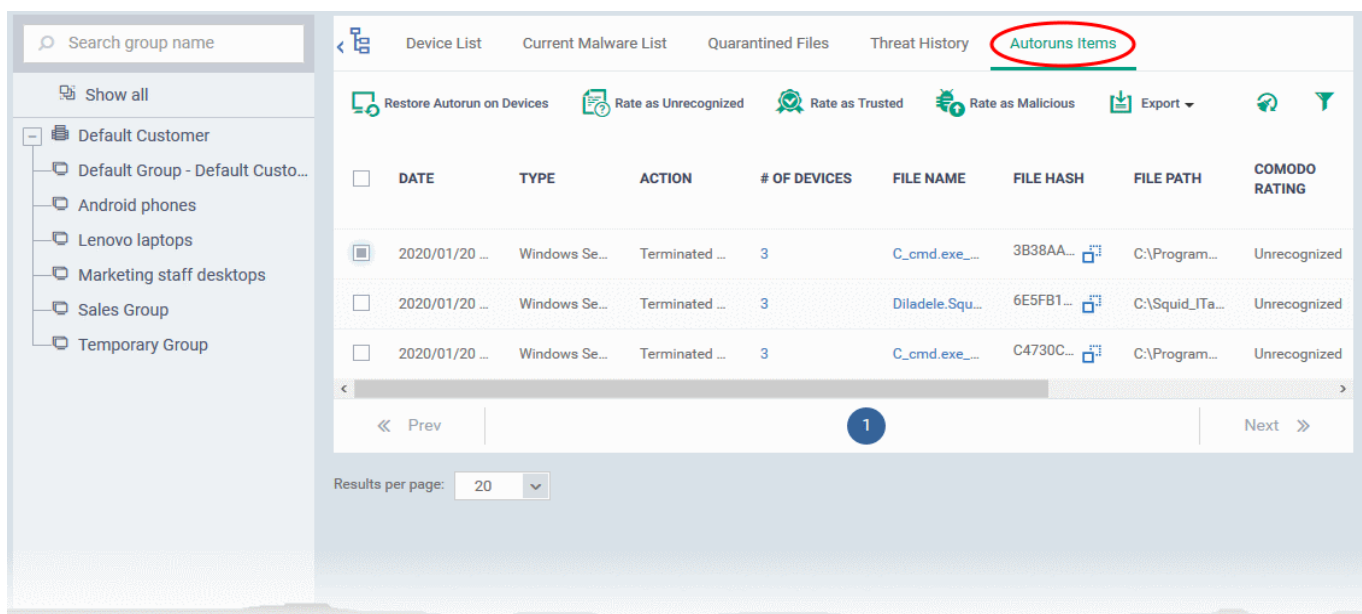 Search group name
Show all
Default Customer
Default Group - Default Custo...
Android phones
Lenovo laptops
Marketing staff desktops
Sales Group
Temporary Group
Device List Current Malware List Quarantined Files Threat History Autoruns Items
Restore Autorun on Devices Rate as Unrecognized Rate as Trusted Rate as Malicious Export
DATE TYPE ACTION # OF DEVICES FILE NAME FILE HASH FILE PATH COMODO
RATING
2020/01/20 ... Windows Se... Terminated ... 3 C_cmd.exe_... 3B38AA... C:\Program... Unrecognized
2020/01/20 ... Windows Se... Terminated ... 3 Diladele.Squ... 6E5FB1... C:\Squid_ITa... Unrecognized
2020/01/20 ... Windows Se... Terminated ... 3 C_cmd.exe_... C4730C... C:\Program... Unrecognized
Prev 1 Next
Results per page: 20